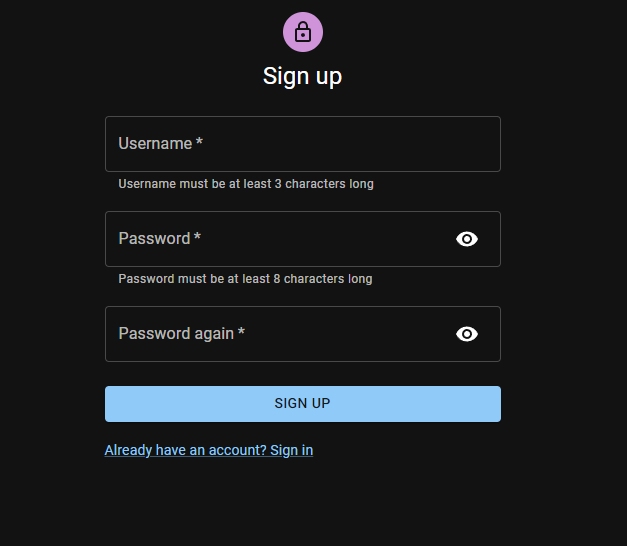 Sign up
Username *
Username must be at least 3 characters long
Password *
Password must be at least 8 characters long
Password again *
SIGN UP
Already have an account? Sign in